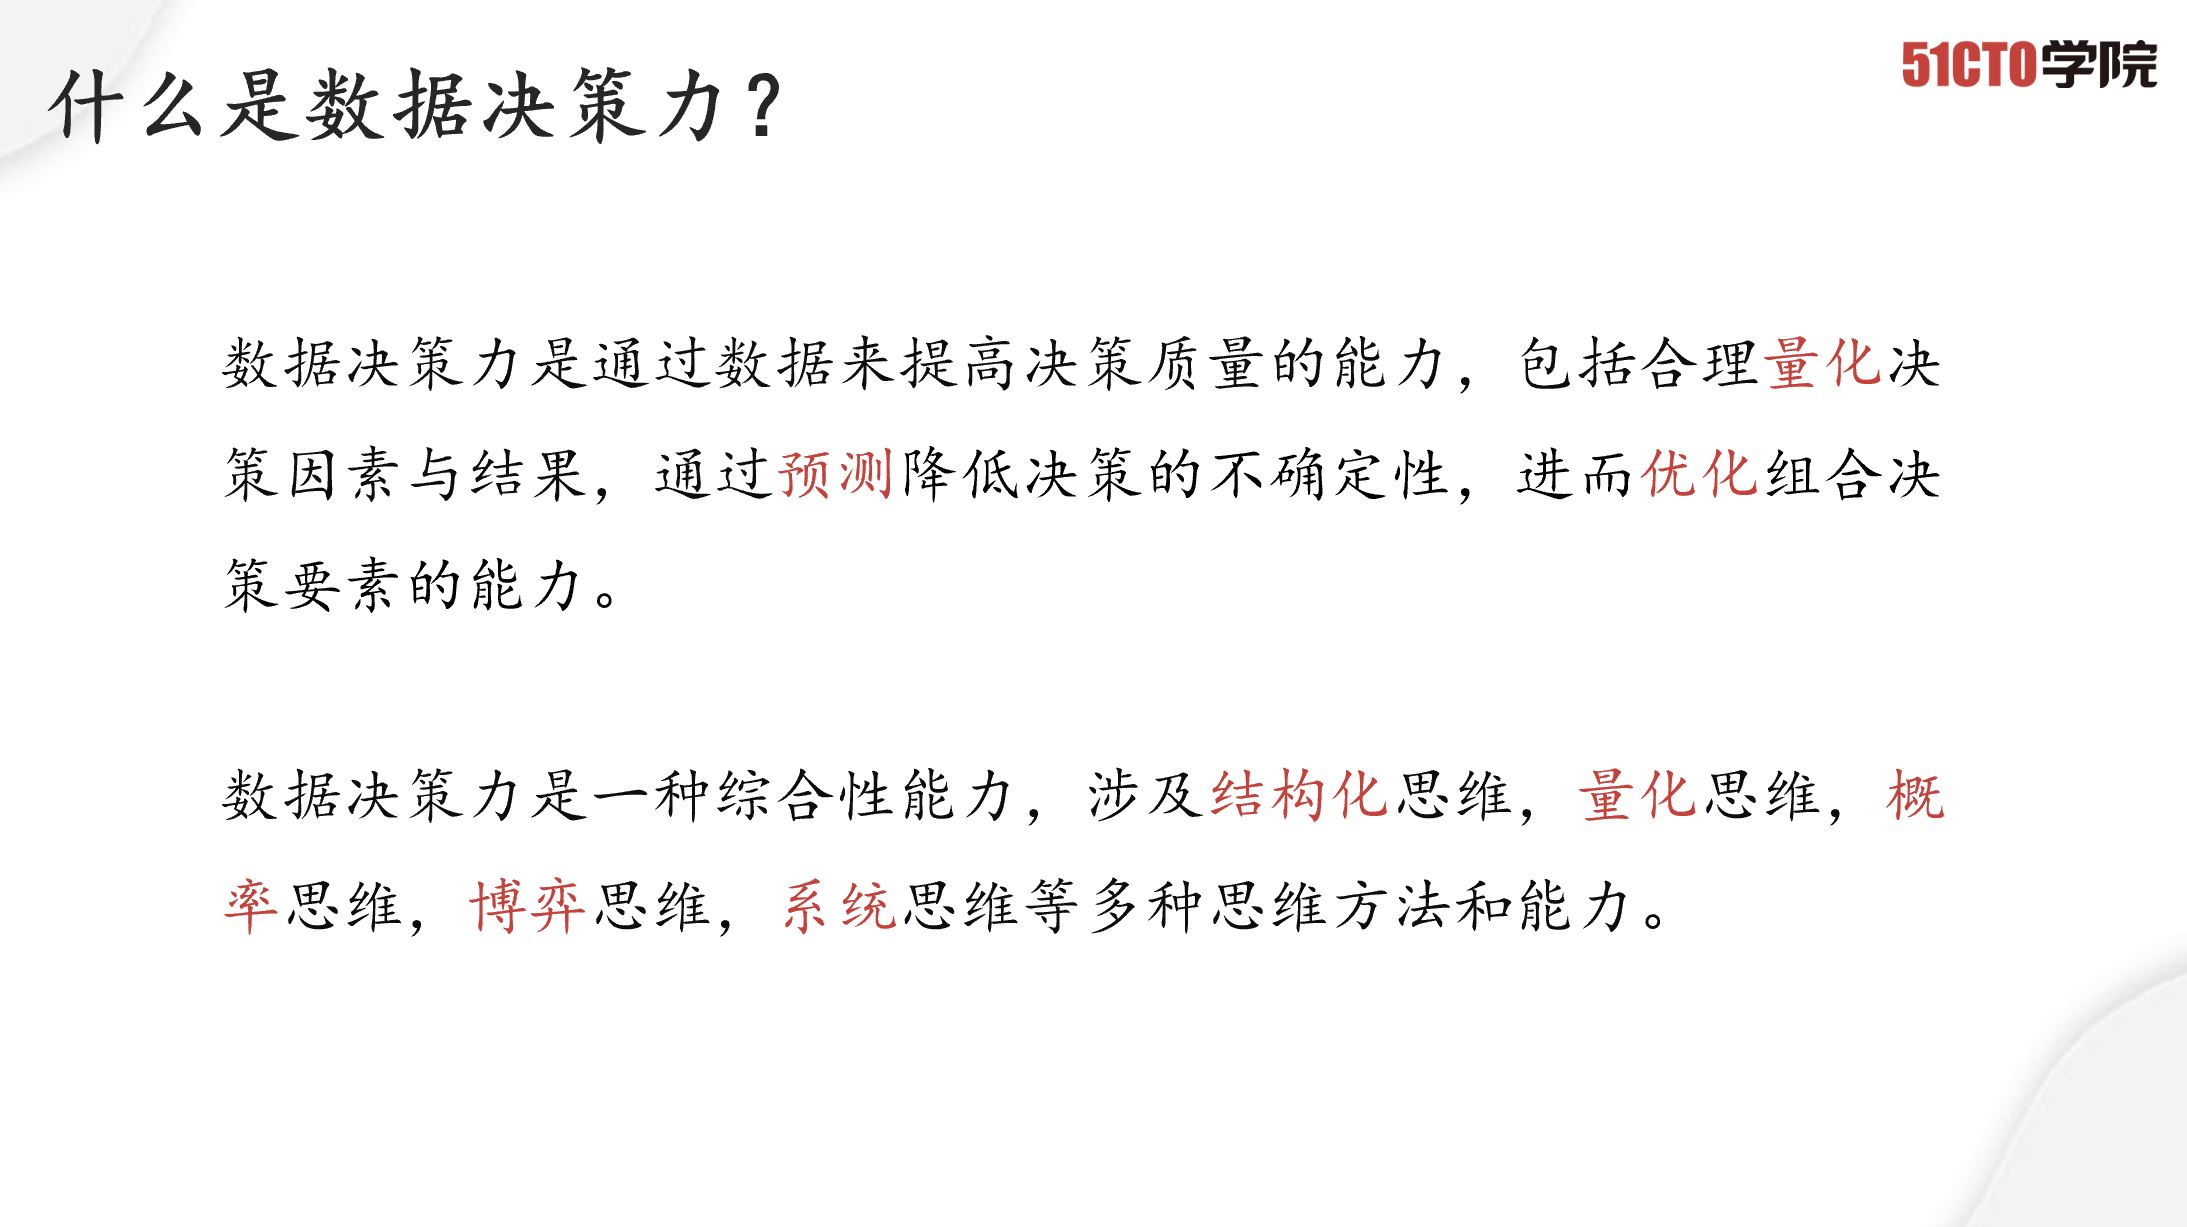 什么是数据决策力？
51CTO学院
数据决策力是通过数据来提高决策质量的能力，包括合理量化决
策因素与结果，通过预测降低决策的不确定性，进而优化组合决
策要素的能力。
数据决策力是一种综合性能力，涉及结构化思维，量化思维，概
率思维，博弈思维，系统思维等多种思维方法和能力。